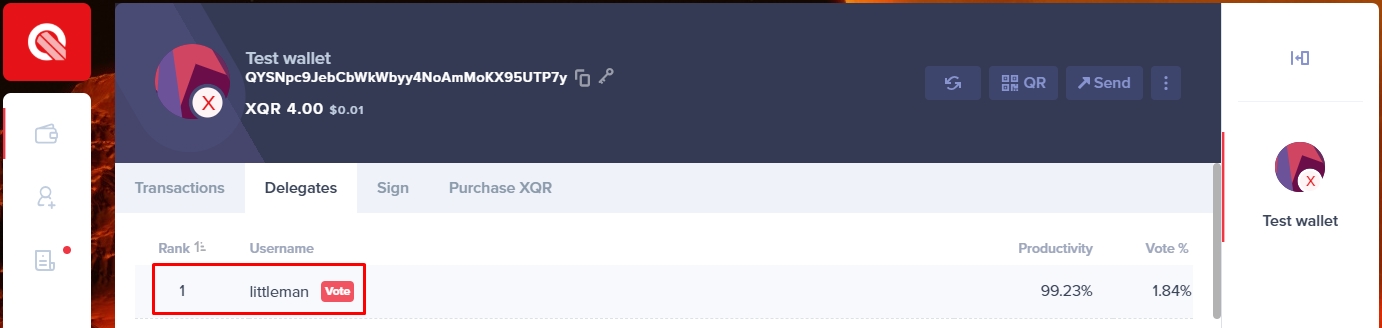 Test wallet
QYSNpc9JebCbWkWbyy4NoAmMoKX95UTP7y
X
XQR 4.00 $0.01
QR
Send
Transactions
Delegates
Sign
Purchase XQR
Rank
Username
Productivity
Vote %
1
littleman
Vote
99.23%
1.84%
X
Test wallet